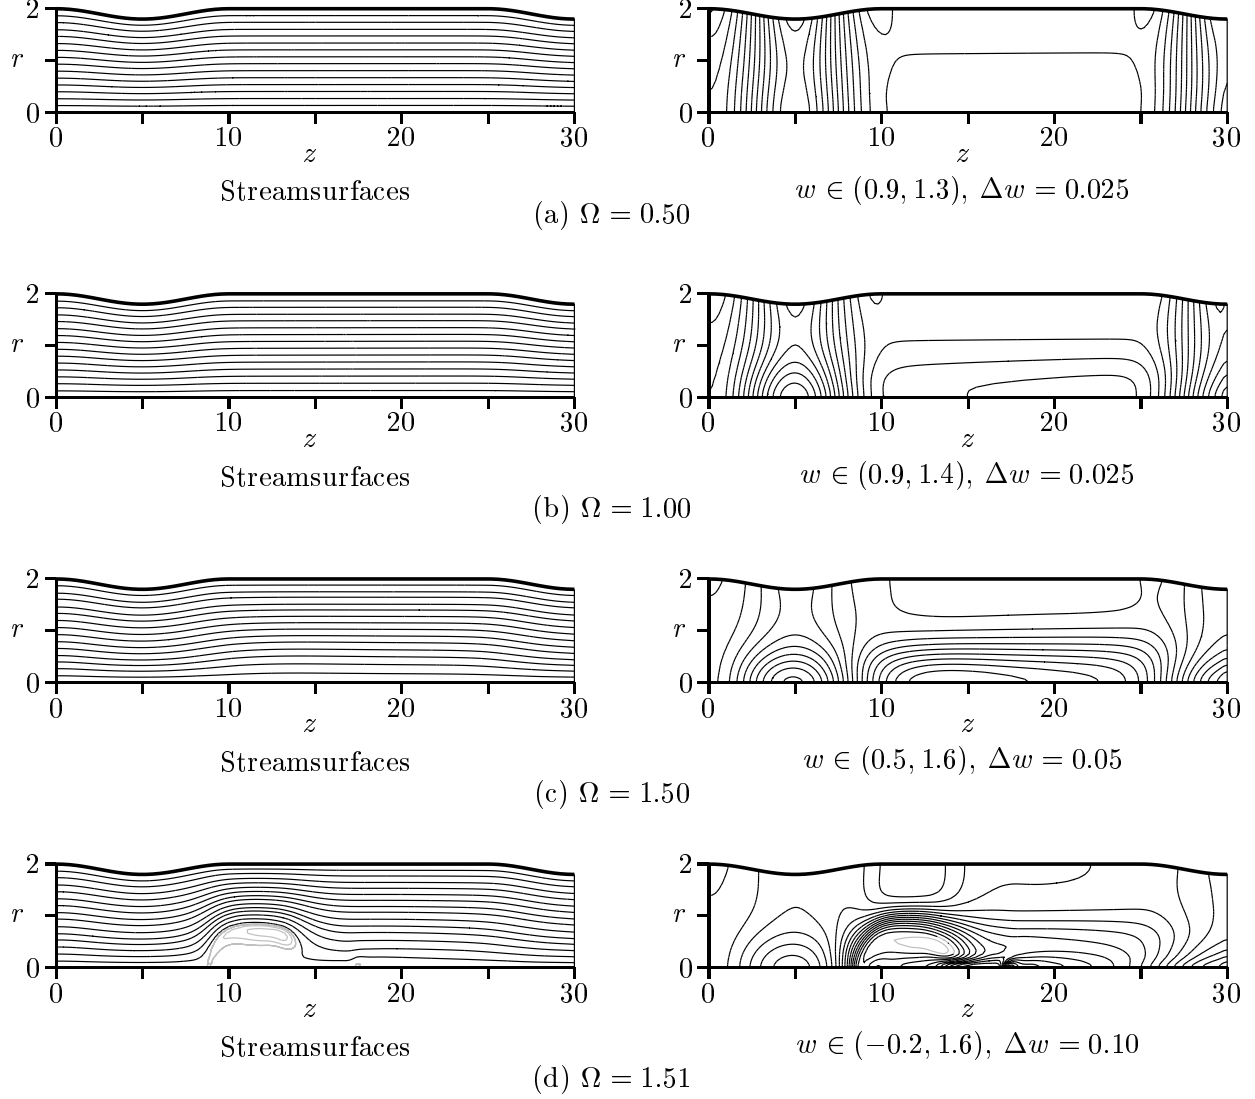 2 2
r r
0 0
0 10 20 30 0 10 20 30
z z
Streamsurfaces w ∈ (0.9, 1.3), Δw = 0.025
(a) Ω = 0.50
2 2
r r
0 0
0 10 20 30 0 10 20 30
z z
Streamsurfaces w ∈ (0.9, 1.4), Δw = 0.025
(b) Ω = 1.00
2 2
r r
0 0
0 10 20 30 0 10 20 30
z z
Streamsurfaces w ∈ (0.5, 1.6), Δw = 0.05
(c) Ω = 1.50
2 2
r r
0 0
0 10 20 30 0 10 20 30
z z
Streamsurfaces w ∈ (−0.2, 1.6), Δw = 0.10
(d) Ω = 1.51